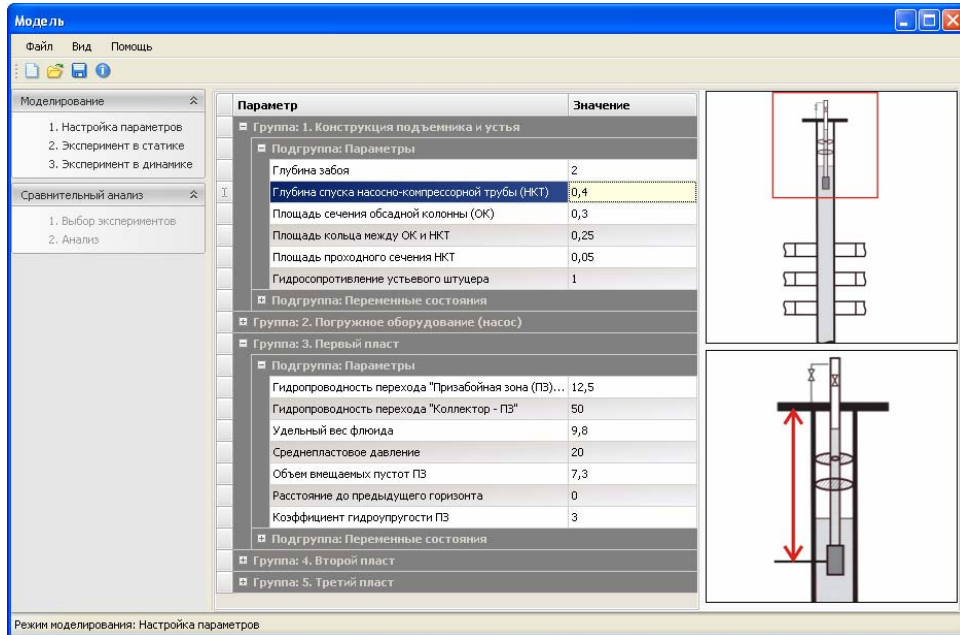 Модель
Файл Вид Помощь
Моделирование
1. Настройка параметров
2. Эксперимент в статике
3. Эксперимент в динамике
Сравнительный анализ
1. Выбор экспериментов
2. Анализ
Параметр Значение
Группа: 1. Конструкция подъемника и устья
Подгруппа: Параметры
Глубина забоя 2
Глубина спуска насосно-компрессорной трубы (НКТ) 0,4
Площадь сечения обсадной колонны (ОК) 0,3
Площадь кольца между ОК и НКТ 0,25
Площадь проходного сечения НКТ 0,05
Гидросопротивление устьевого штуцера 1
Подгруппа: Переменные состояния
Группа: 2. Погружное оборудование (насос)
Группа: 3. Первый пласт
Подгруппа: Параметры
Гидропроводность перехода "Призабойная зона (ПЗ)... 12,5
Гидропроводность перехода "Коллектор - ПЗ" 50
Удельный вес флюида 9,8
Среднепластовое давление 20
Объем вмещаемых пустот ПЗ 7,3
Расстояние до предыдущего горизонта 0
Коэффициент гидроупругости ПЗ 3
Подгруппа: Переменные состояния
Группа: 4. Второй пласт
Группа: 5. Третий пласт
Режим моделирования: Настройка параметров